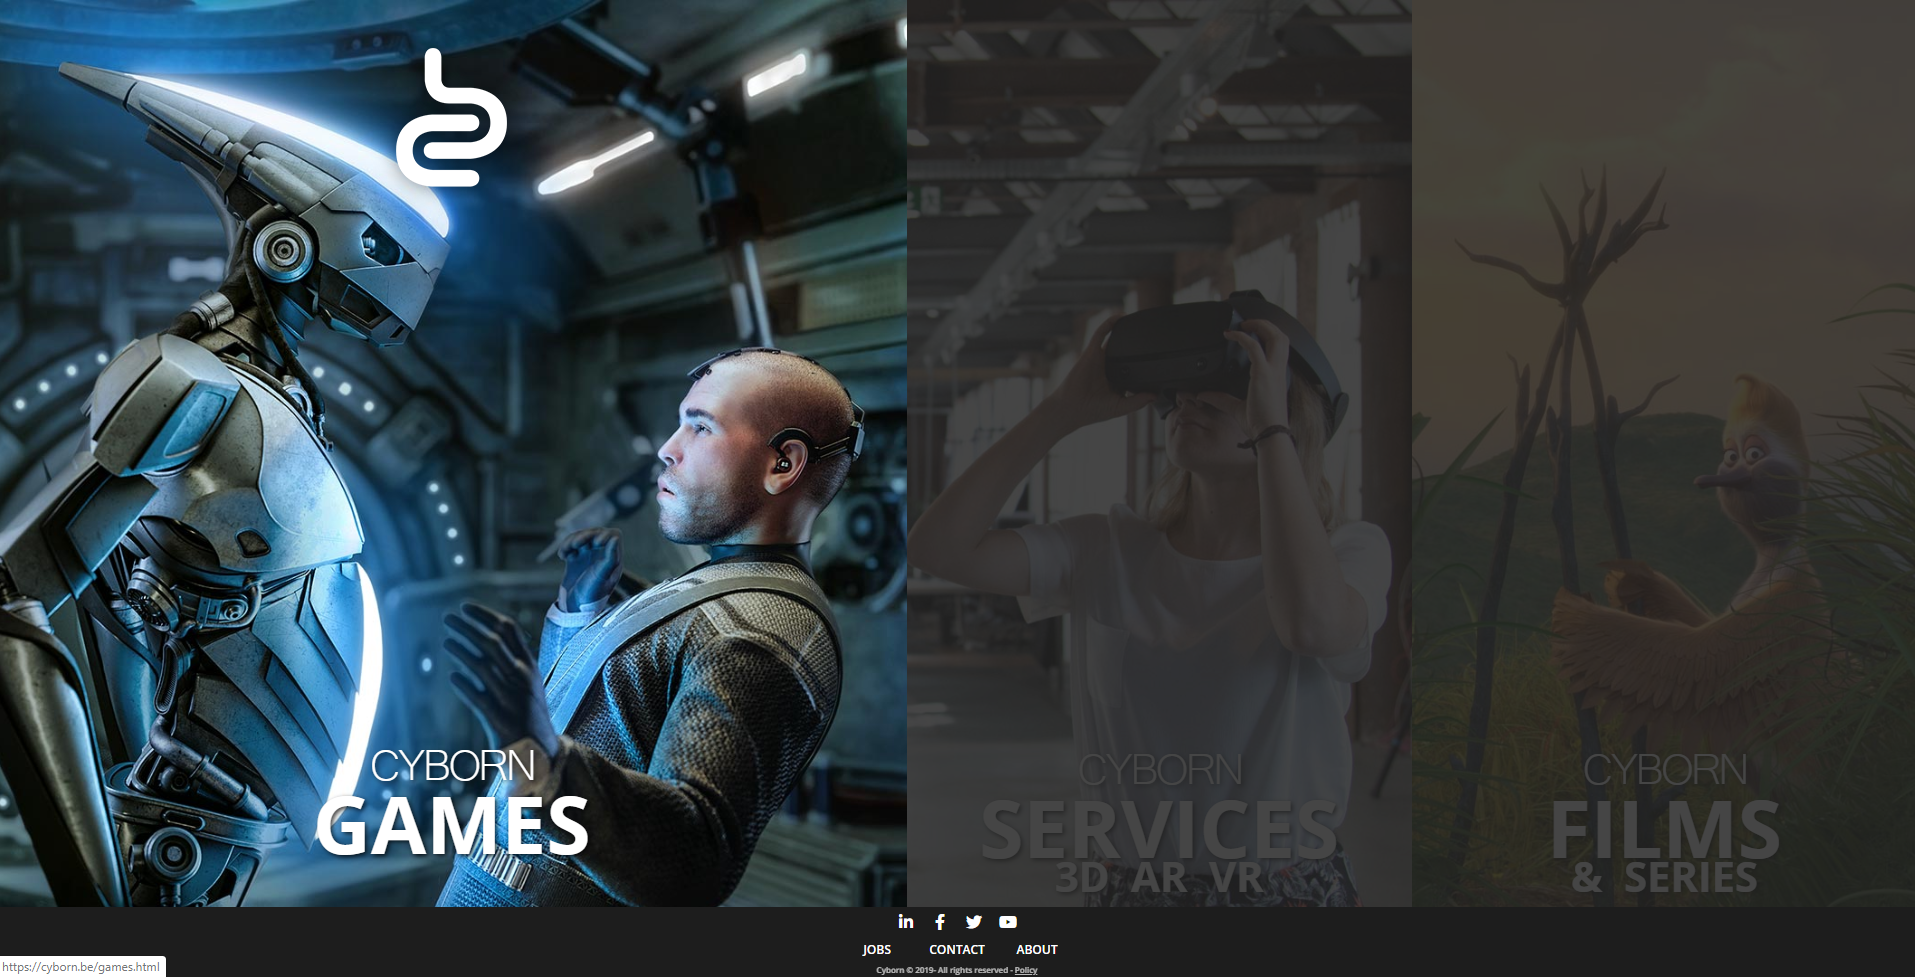 CYBORN
GAMES
CYBORN
SERVICES
3D AR VR
CYBORN
FILMS
& SERIES
JOBS CONTACT ABOUT
Cyborn © 2019- All rights reserved - Policy
https://cyborn.be/games.html